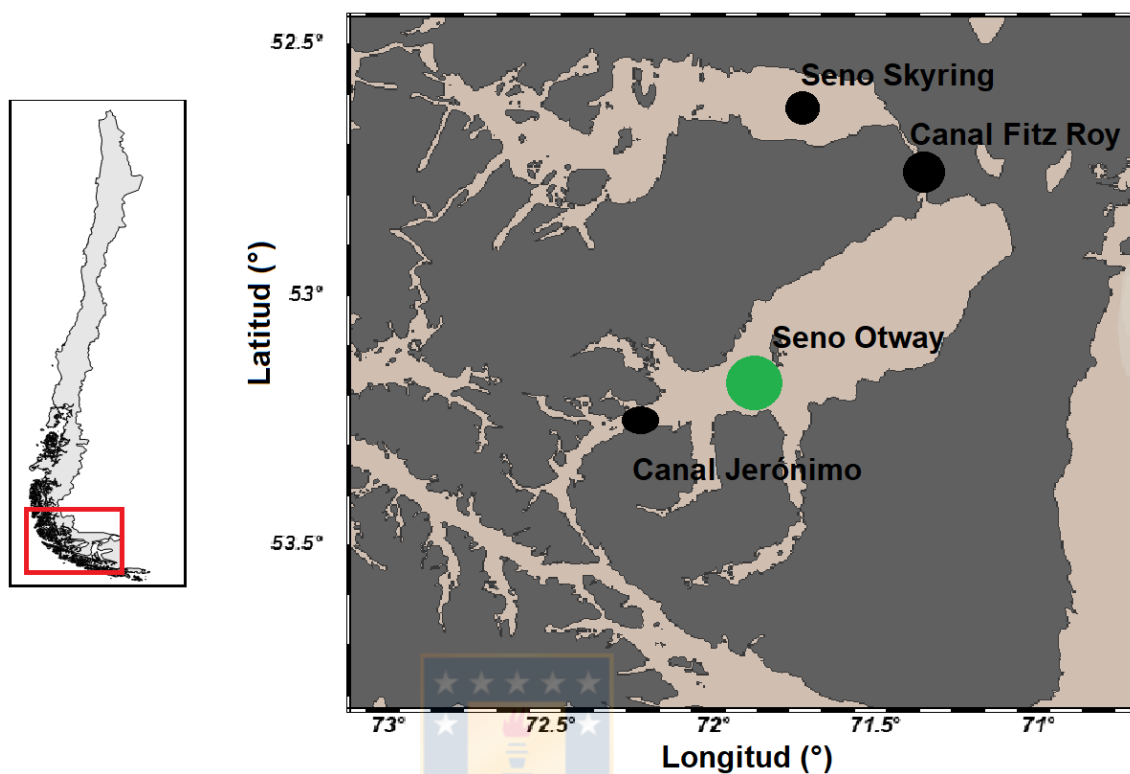 52.5°
Seno Skyring
Canal Fitz Roy
Latitud (°)
53°
Seno Otway
Canal Jerónimo
53.5°
73°
72.5°
72°
71.5°
71°
Longitud (°)